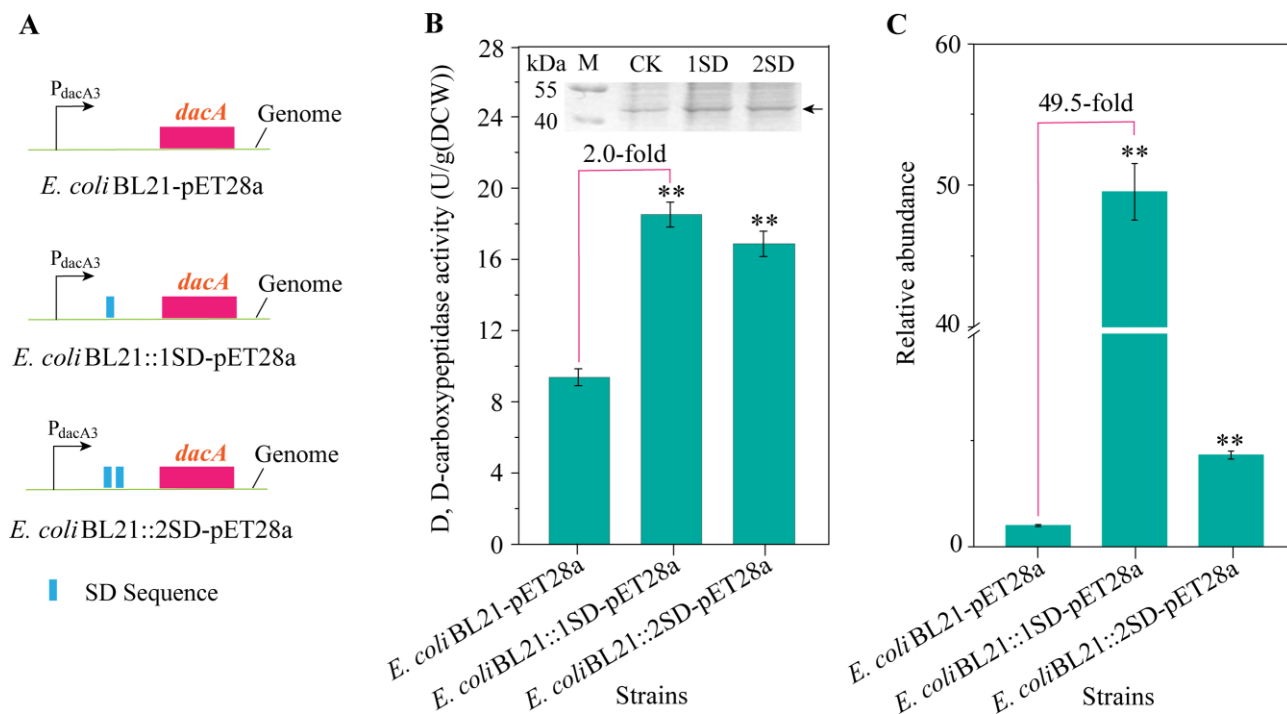 A
P_dacA3
dacA
Genome
E. coli BL21-pET28a
P_dacA3
dacA
Genome
E. coli BL21::1SD-pET28a
P_dacA3
dacA
Genome
E. coli BL21::2SD-pET28a
SD Sequence
B
D, D-carboxypeptidase activity (U/g(DCW))
28
24
20
16
12
8
4
0
kDa M CK 1SD 2SD
55
40
2.0-fold
**
**
E. coli BL21-pET28a
E. coli BL21::1SD-pET28a
E. coli BL21::2SD-pET28a
Strains
C
Relative abundance
60
50
40
0
49.5-fold
**
**
E. coli BL21-pET28a
E. coli BL21::1SD-pET28a
E. coli BL21::2SD-pET28a
Strains